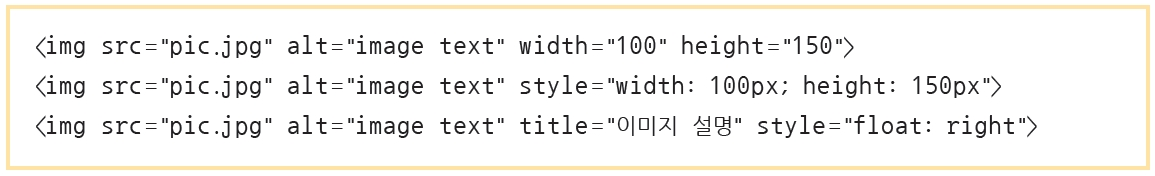 <img src="pic.jpg" alt="image text" width="100" height="150">
<img src="pic.jpg" alt="image text" style="width: 100px; height: 150px">
<img src="pic.jpg" alt="image text" title="이미지 설명" style="float: right">